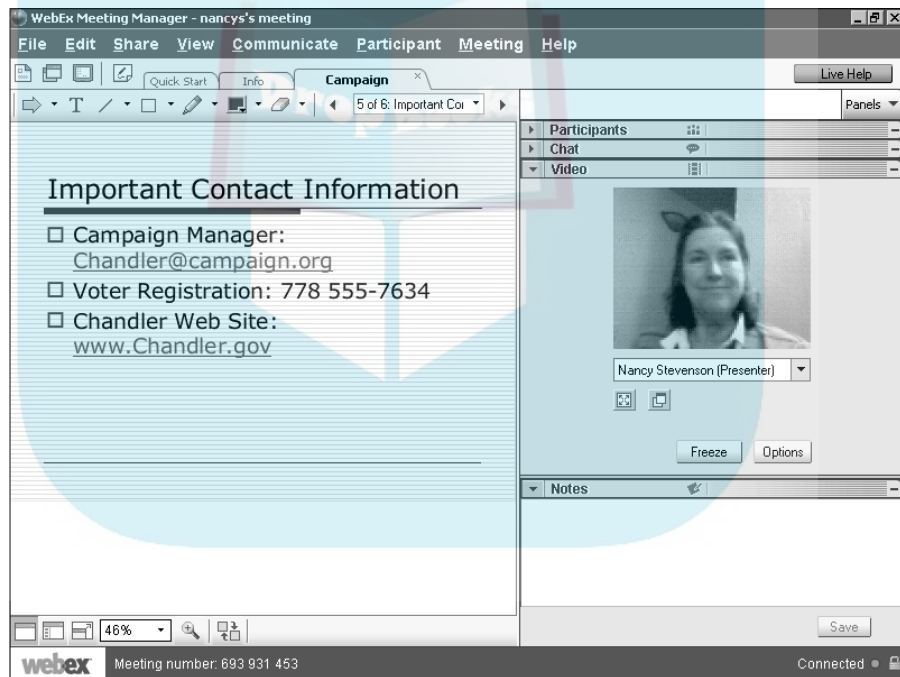 WebEx Meeting Manager - nancys's meeting
File Edit Share View Communicate Participant Meeting Help
Quick Start Info Campaign Live Help
5 of 6: Important Cor Panels
Participants
Chat
Video
Important Contact Information
Campaign Manager:
Chandler@campaign.org
Voter Registration: 778 555-7634
Chandler Web Site:
www.Chandler.gov
Nancy Stevenson (Presenter)
Freeze Options
Notes
46%
Save
webex Meeting number: 693 931 453 Connected
Drop Books